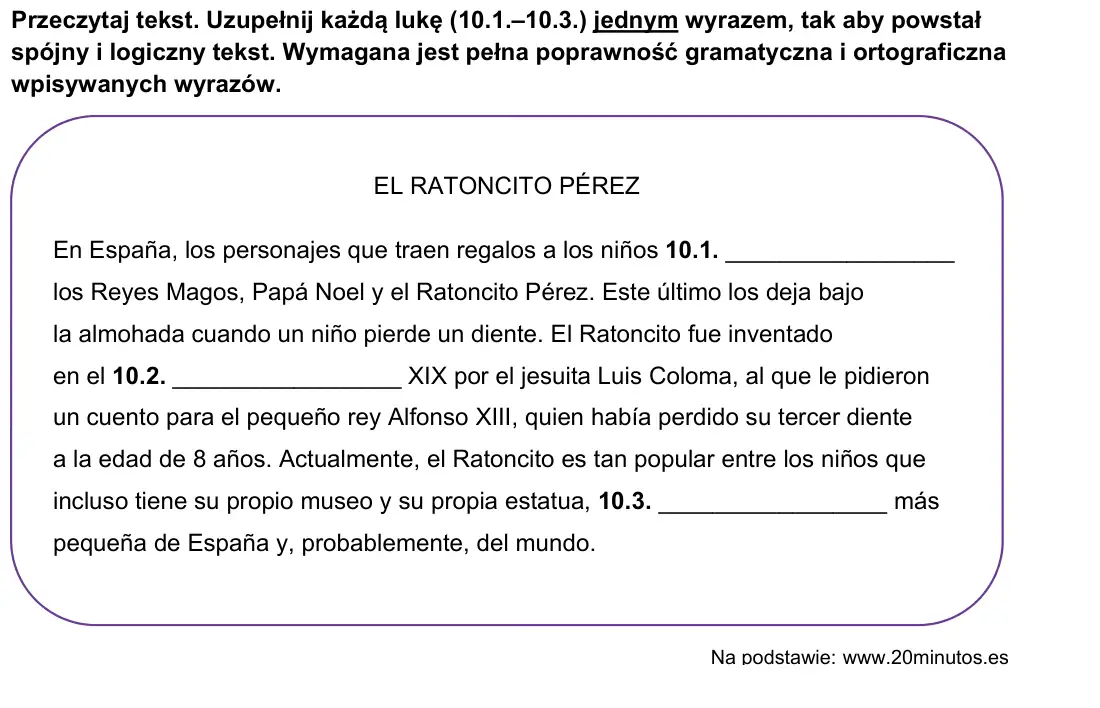 Przeczytaj tekst. Uzupełnij każdą lukę (10.1.–10.3.) jednym wyrazem, tak aby powstał
spójny i logiczny tekst. Wymagana jest pełna poprawność gramatyczna i ortograficzna
wpisywanych wyrazów.
EL RATONCITO PÉREZ
En España, los personajes que traen regalos a los niños 10.1. _________________
los Reyes Magos, Papá Noel y el Ratoncito Pérez. Este último los deja bajo
la almohada cuando un niño pierde un diente. El Ratoncito fue inventado
en el 10.2. _________________ XIX por el jesuita Luis Coloma, al que le pidieron
un cuento para el pequeño rey Alfonso XIII, quien había perdido su tercer diente
a la edad de 8 años. Actualmente, el Ratoncito es tan popular entre los niños que
incluso tiene su propio museo y su propia estatua, 10.3. _________________ más
pequeña de España y, probablemente, del mundo.
Na podstawie: www.20minutos.es